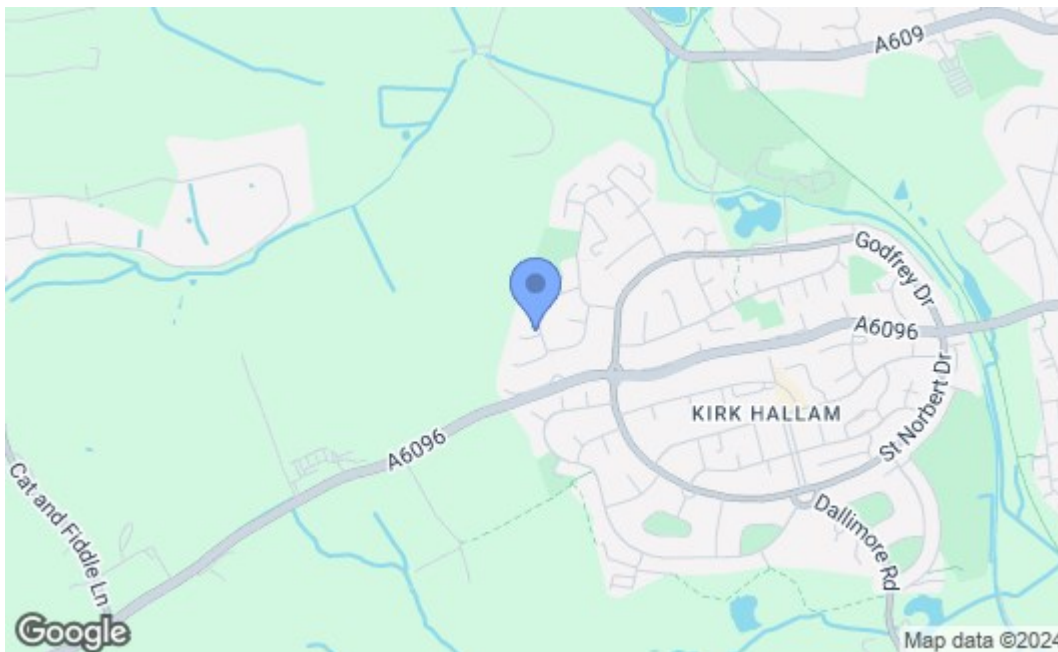 A609
Godfrey Dr
A6096
KIRK HALLAM
St Norbert Dr
A6096
Cat and Fiddle Ln
Dallimore Rd
Google
Map data ©2024